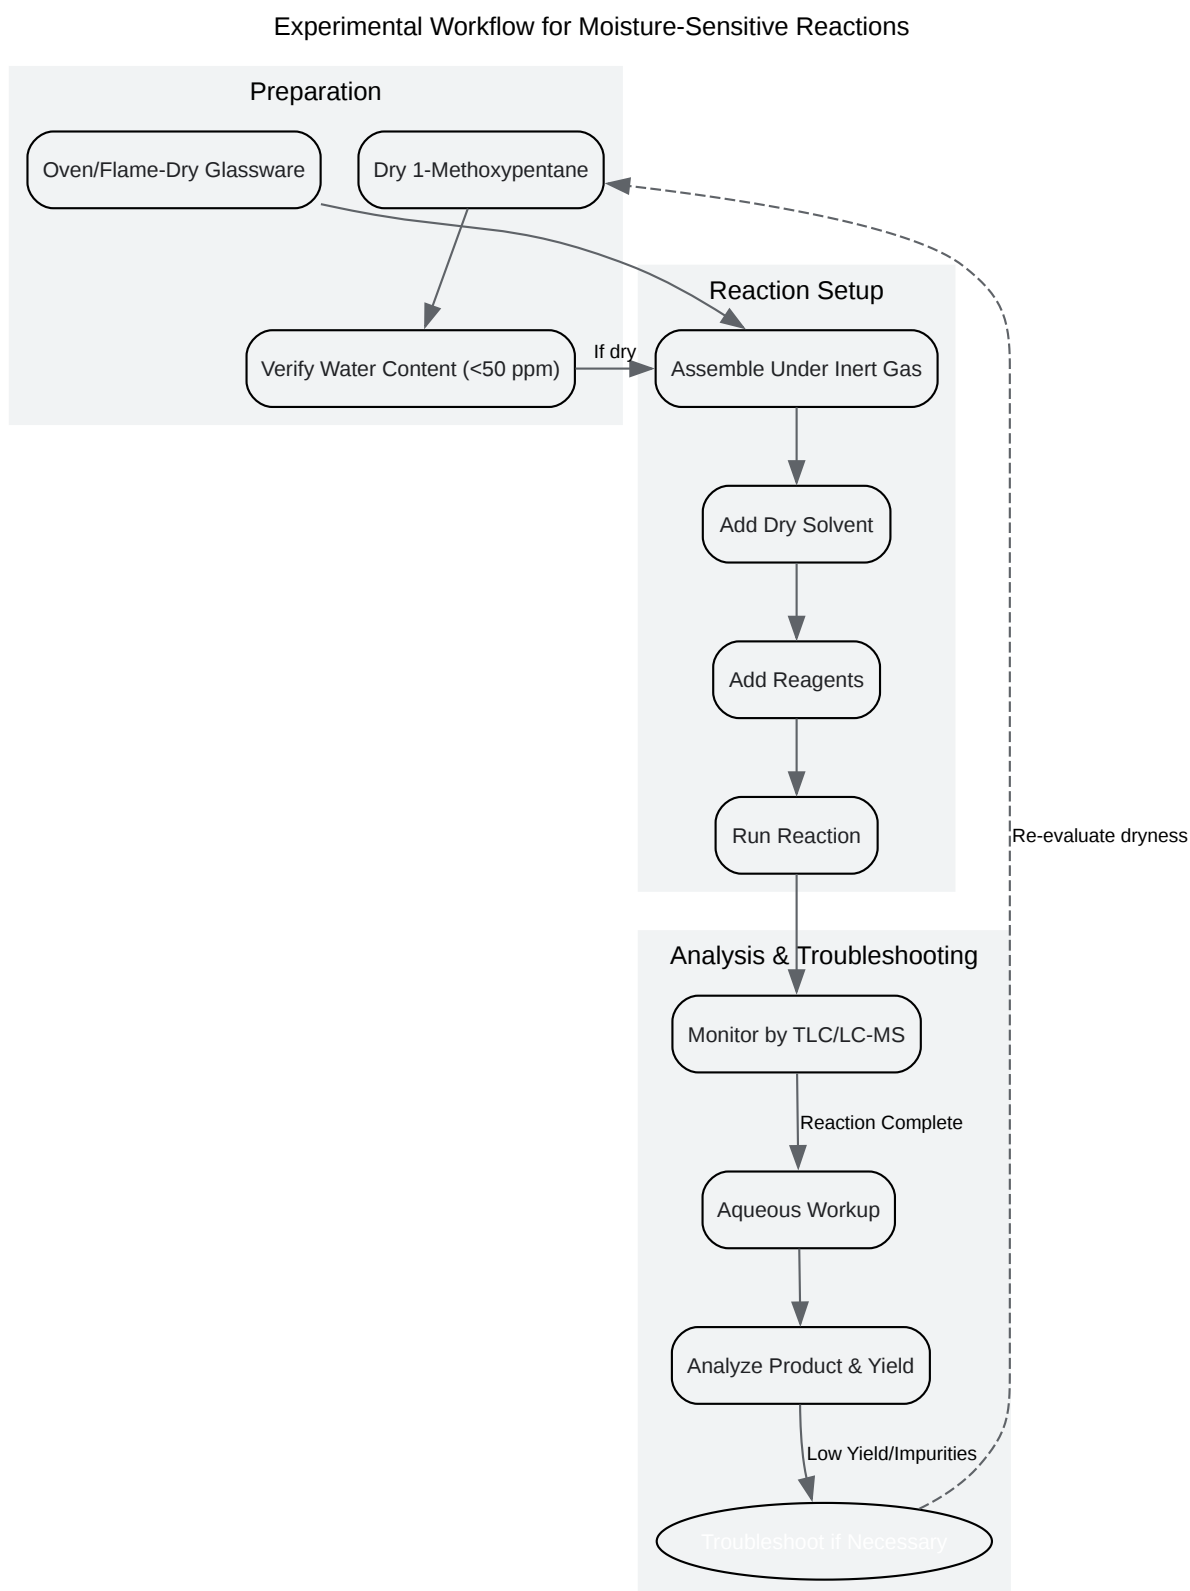 Experimental Workflow for Moisture-Sensitive Reactions
Preparation
Oven/Flame-Dry Glassware
Dry 1-Methoxypentane
Reaction Setup
Verify Water Content (<50 ppm)
If dry
Assemble Under Inert Gas
Add Dry Solvent
Add Reagents
Run Reaction
Re-evaluate dryness
Analysis & Troubleshooting
Monitor by TLC/LC-MS
Reaction Complete
Aqueous Workup
Analyze Product & Yield
Low Yield/Impurities
Troubleshoot if Necessary